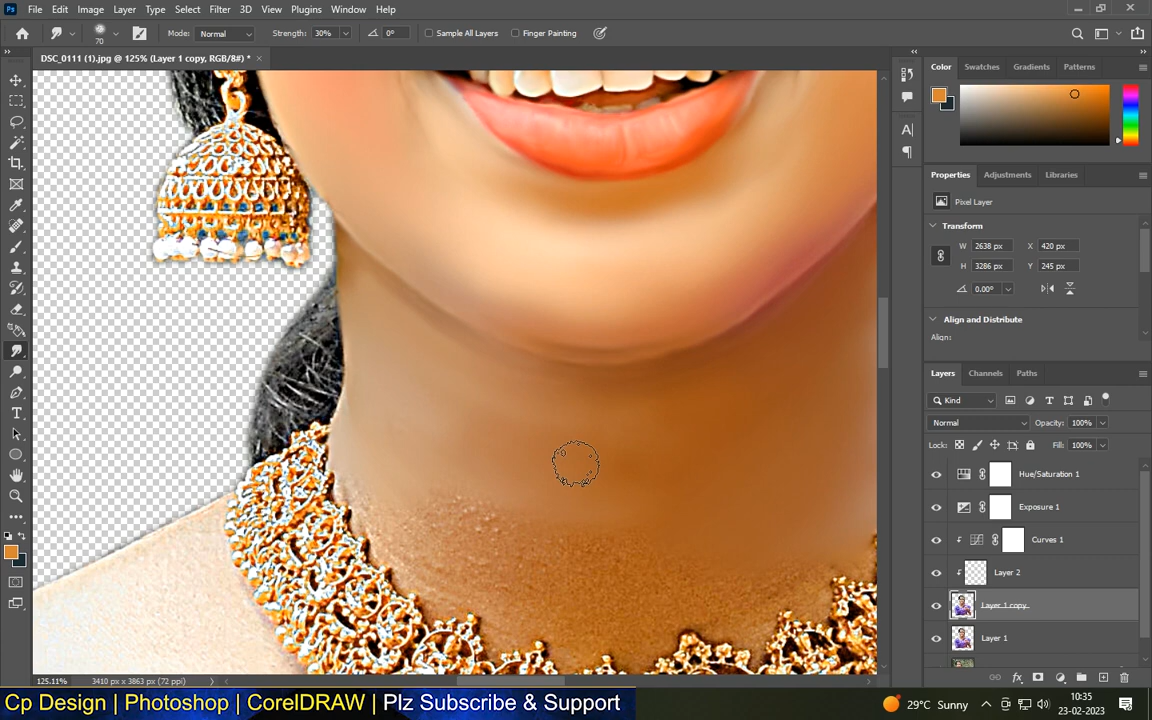 Ps File Edit Image Layer Type Select Filter 3D View Plugins Window Help
70 Mode: Normal Strength: 30% 0° Sample All Layers Finger Painting
DSC_0111 (1).jpg @ 125% (Layer 1 copy, RGB/8#) * ×
Color Swatches Gradients Patterns
Properties Adjustments Libraries
Pixel Layer
Transform
W 2638 px X 420 px
H 3286 px Y 245 px
0.00°
Align and Distribute
Align:
Layers Channels Paths
Kind
Normal Opacity: 100%
Lock: Fill: 100%
Hue/Saturation 1
Exposure 1
Curves 1
Layer 2
Layer 1 copy
Layer 1
125.11% 3410 px x 3863 px (72 ppi)
Cp Design | Photoshop | CorelDRAW | Plz Subscribe & Support
29°C Sunny
10:35
23-02-2023